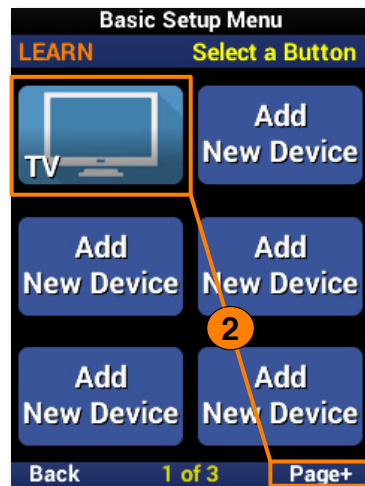 Basic Setup Menu
LEARN Select a Button
TV
Add
New Device
Add
New Device
Add
New Device
2
Add
New Device
Add
New Device
Back 1 of 3 Page+